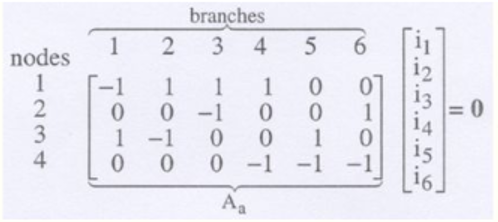 branches
nodes 1 2 3 4 5 6
1 -1 1 1 1 0 0 i1
2 0 0 -1 0 0 1 i2
3 1 -1 0 0 1 0 i3
4 0 0 0 -1 -1 -1 i4
i5
i6
= 0
Aa